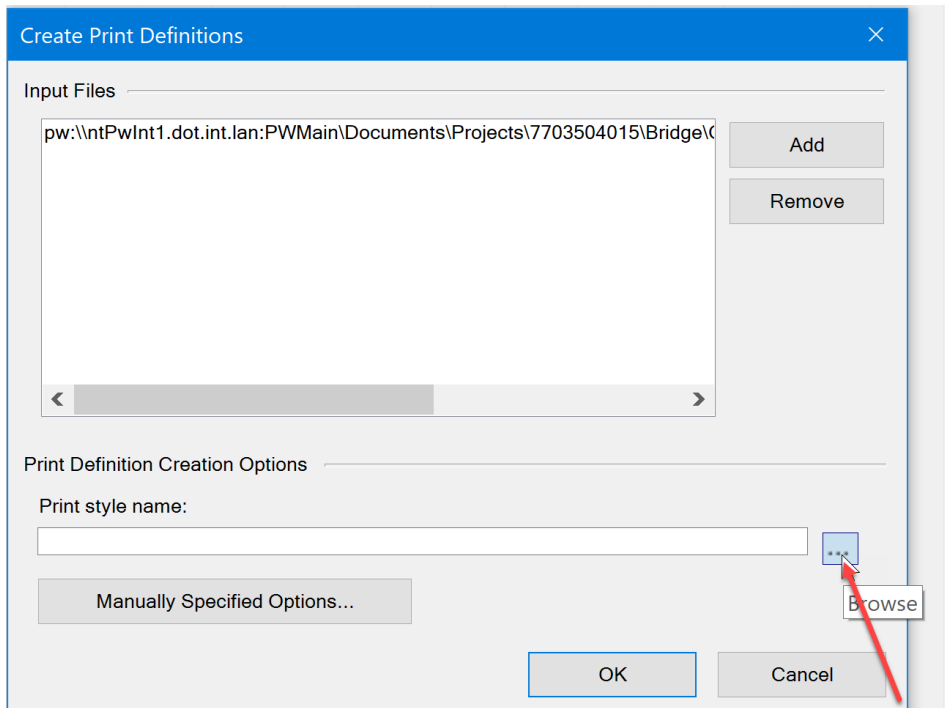 Create Print Definitions
Input Files
pw:\\ntPwInt1.dot.int.lan:PWMain\Documents\Projects\7703504015\Bridge\
Add
Remove
Print Definition Creation Options
Print style name:
...
Manually Specified Options...
Browse
OK
Cancel